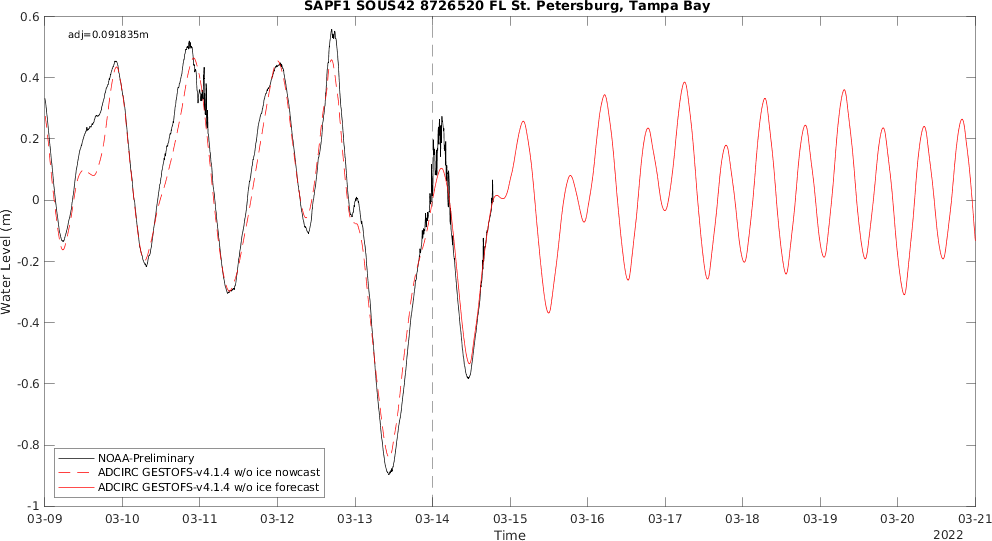 SAPF1 SOUS42 8726520 FL St. Petersburg, Tampa Bay
adj=0.091835m
0.6
0.4
0.2
0
-0.2
-0.4
-0.6
-0.8
-1
Water Level (m)
NOAA-Preliminary
ADCIRC GESTOFS-v4.1.4 w/o ice nowcast
ADCIRC GESTOFS-v4.1.4 w/o ice forecast
03-09 03-10 03-11 03-12 03-13 03-14 03-15 03-16 03-17 03-18 03-19 03-20 03-21
Time
2022